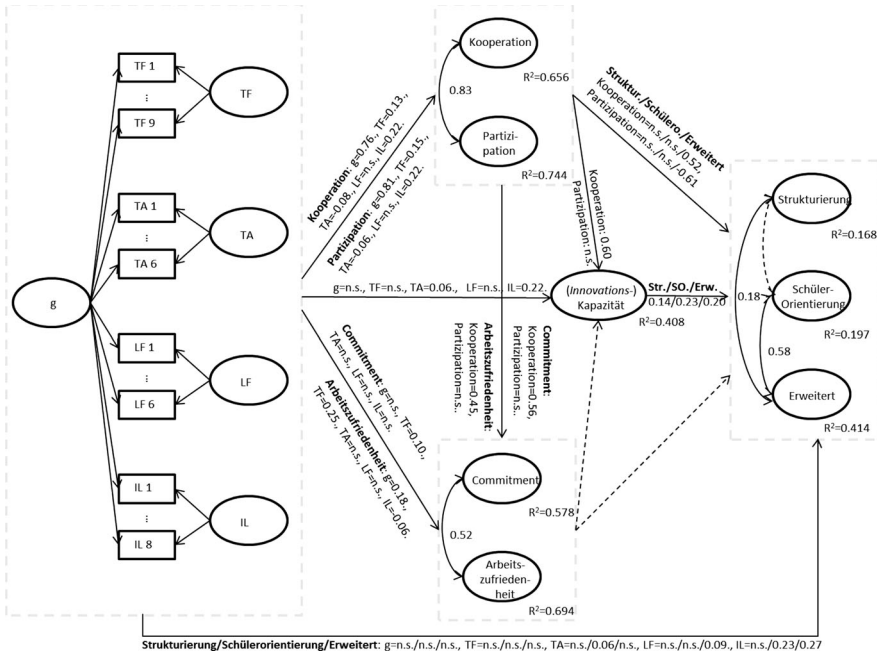 g
TF 1
⋮
TF 9
TF
TA 1
⋮
TA 6
TA
LF 1
⋮
LF 6
LF
IL 1
⋮
IL 8
IL
Kooperation: g=0.76., TF=0.13.,
TA=-0.08., LF=n.s., IL=0.22.
Partizipation: g=0.81., TF=0.15.,
TA=-0.06., LF=n.s., IL=0.22.
g=n.s., TF=n.s., TA=0.06., LF=n.s., IL=0.22.
Commitment: g=n.s., TF=0.10.,
TA=n.s., LF=n.s., IL=n.s.
Arbeitszufriedenheit: g=0.18.,
TF=0.25., TA=n.s., LF=n.s., IL=-0.06.
Kooperation
R²=0.656
0.83
Partizi-
pation
R²=0.744
Struktur./Schülero./Erweitert
Kooperation=n.s./n.s./0.52,
Partizipation=n.s./n.s./-0.61
Kooperation: 0.60
Partizipation: n.s.
(Innovations-)
Kapazität
R²=0.408
Str./SO./Erw.
0.14/0.23/0.20
Arbeitszufriedenheit:
Kooperation=0.45,
Partizipation=n.s..
Commitment:
Kooperation=0.56,
Partizipation=n.s..
Commitment
R²=0.578
0.52
Arbeits-
zufrieden-
heit
R²=0.694
Strukturierung
R²=0.168
0.18
Schüler-
Orientierung
R²=0.197
0.58
Erweitert
R²=0.414
Strukturierung/Schülerorientierung/Erweitert: g=n.s./n.s./n.s., TF=n.s./n.s./n.s., TA=n.s./0.06/n.s., LF=n.s./n.s./0.09., IL=n.s./0.23/0.27